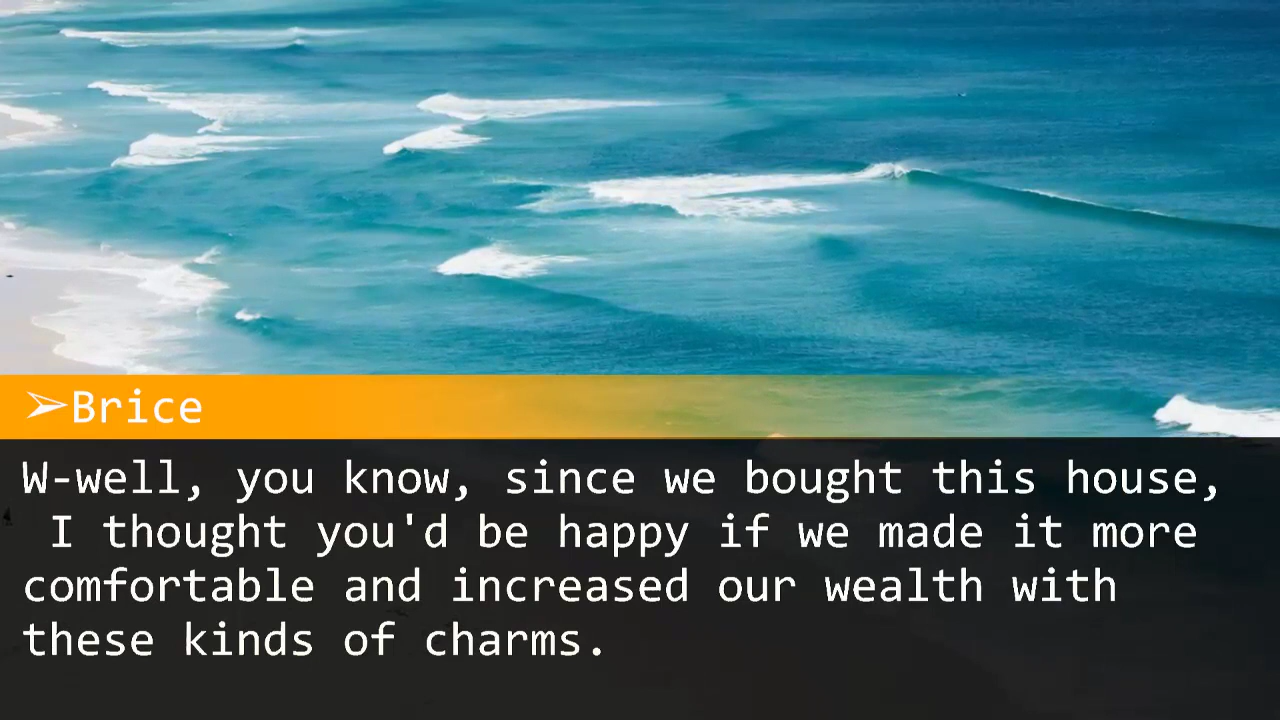 ➢Brice
W-well, you know, since we bought this house,
I thought you'd be happy if we made it more
comfortable and increased our wealth with
these kinds of charms.